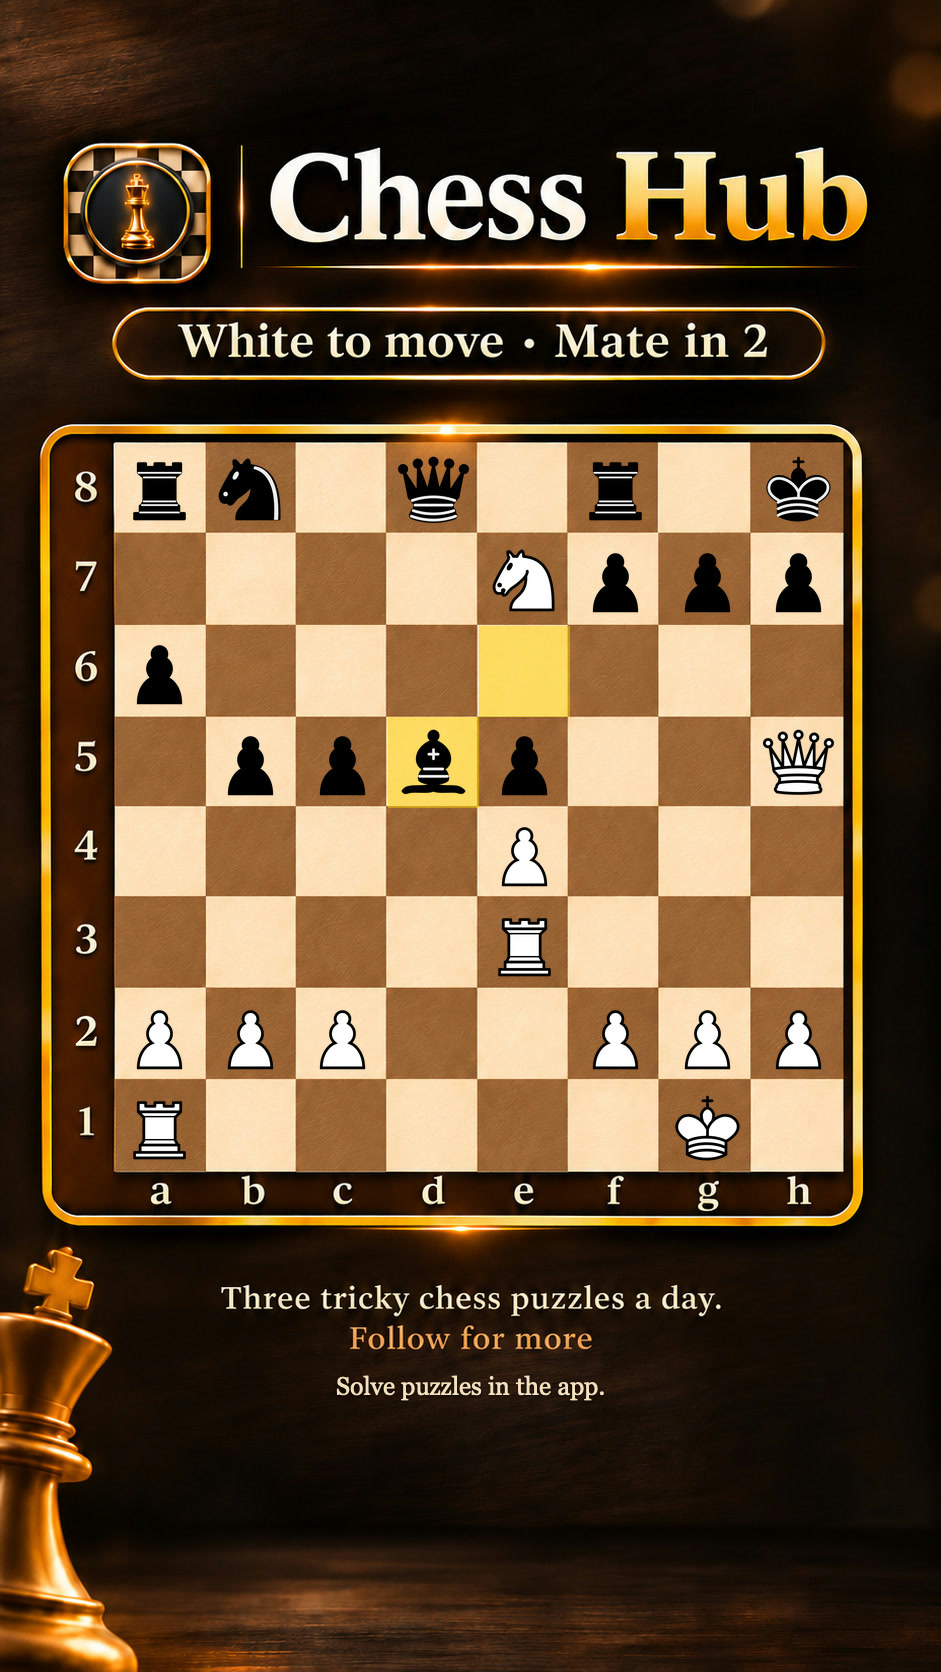 Chess Hub
White to move • Mate in 2
8
7
6
5
4
3
2
1
a b c d e f g h
Three tricky chess puzzles a day.
Follow for more
Solve puzzles in the app.